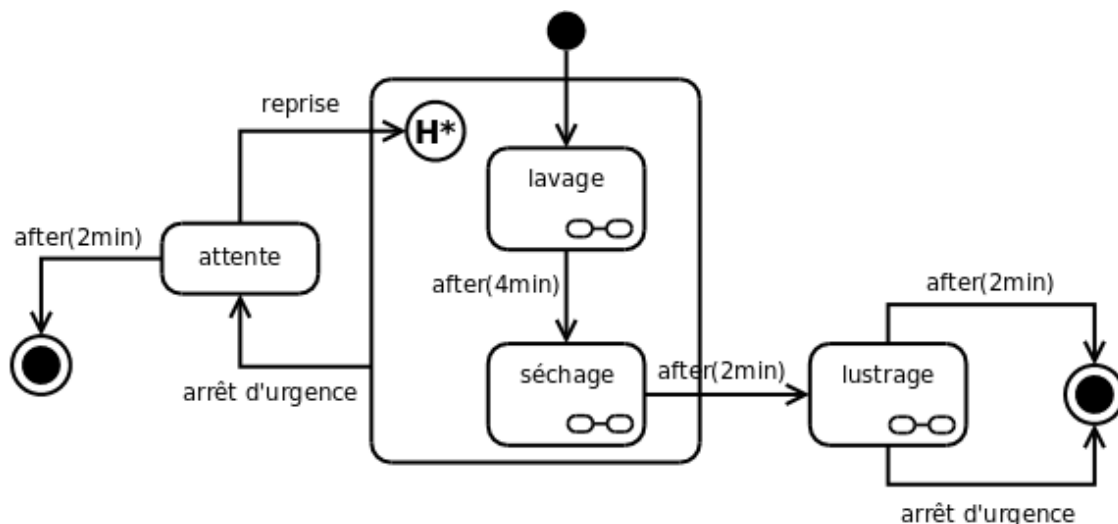 reprise
H*
lavage
after(2min)
attente
after(4min)
after(2min)
arrêt d'urgence
séchage
after(2min)
lustrage
arrêt d'urgence